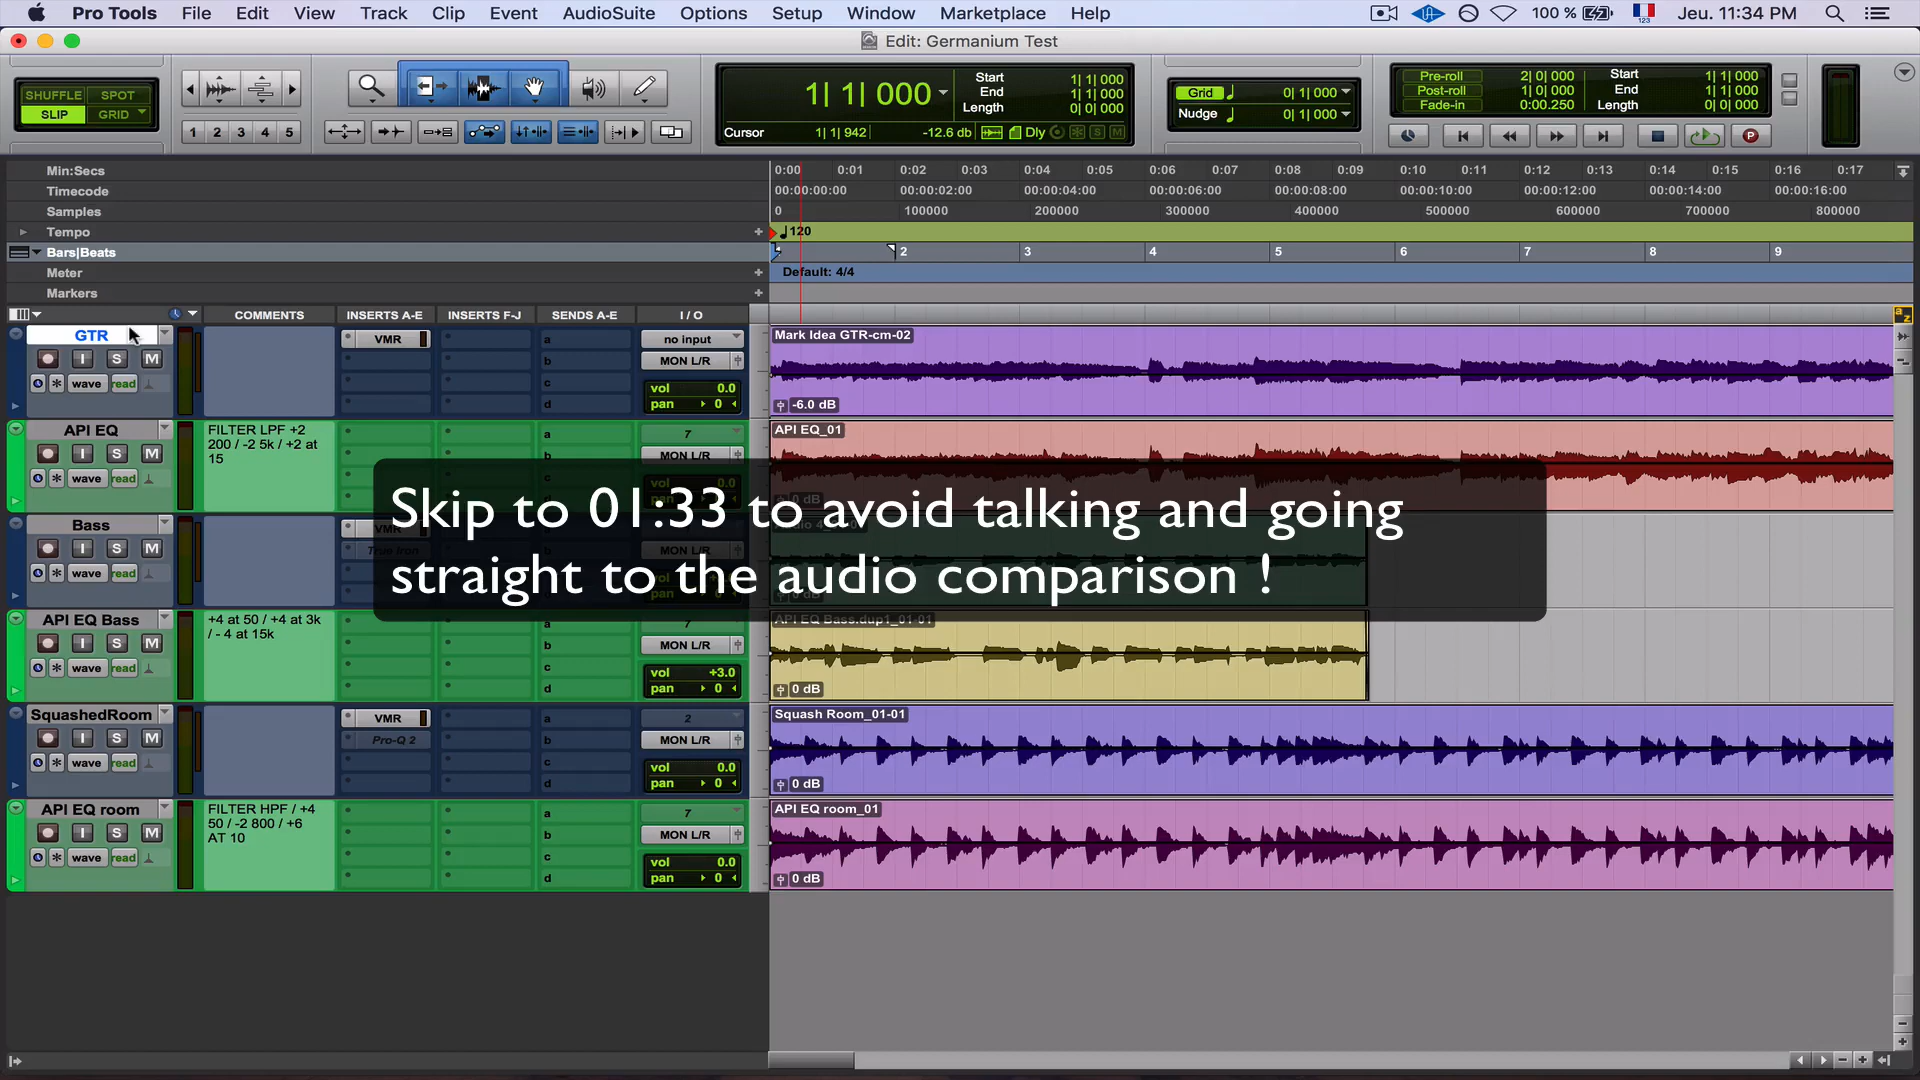 Pro Tools File Edit View Track Clip Event AudioSuite Options Setup Window Marketplace Help 100 % 123 Jeu. 11:34 PM
Edit: Germanium Test
SHUFFLE SPOT
SLIP GRID
1 2 3 4 5
1| 1| 000
Start 1| 1| 000
End 1| 1| 000
Length 0| 0| 000
Cursor 1| 1| 942 -12.6 db Dly S M
Grid 0| 1| 000
Nudge 0| 1| 000
Pre-roll 2| 0| 000 Start 1| 1| 000
Post-roll 1| 0| 000 End 1| 1| 000
Fade-in 0:00.250 Length 0| 0| 000
P
Min:Secs 0:00 0:01 0:02 0:03 0:04 0:05 0:06 0:07 0:08 0:09 0:10 0:11 0:12 0:13 0:14 0:15 0:16 0:17
Timecode 00:00:00:00 00:00:02:00 00:00:04:00 00:00:06:00 00:00:08:00 00:00:10:00 00:00:12:00 00:00:14:00 00:00:16:00
Samples 0 100000 200000 300000 400000 500000 600000 700000 800000
Tempo 120
Bars|Beats 2 3 4 5 6 7 8 9
Meter Default: 4/4
Markers
COMMENTS INSERTS A-E INSERTS F-J SENDS A-E I / O
a z
GTR VMR a no input Mark Idea GTR-cm-02
I S M b MON L/R
wave read c vol 0.0
d pan 0 -6.0 dB
API EQ FILTER LPF +2 a 7 API EQ_01
200 / -2 5k / +2 at
15
I S M b MON L/R
wave read c vol 0.0
d pan 0 dB
Skip to 01:33 to avoid talking and going
straight to the audio comparison !
Bass VMR
I S M True Iron b MON L/R
wave read
0 dB
API EQ Bass +4 at 50 / +4 at 3k a 7 API EQ Bass.dup1_01-01
/ - 4 at 15k
I S M b MON L/R
wave read c vol +3.0
d pan 0 0 dB
SquashedRoom VMR a 2 Squash Room_01-01
I S M Pro-Q 2 b MON L/R
wave read c vol 0.0
d pan 0 0 dB
API EQ room FILTER HPF / +4 a 7 API EQ room_01
50 / -2 800 / +6
AT 10
I S M b MON L/R
wave read c vol 0.0
d pan 0 0 dB